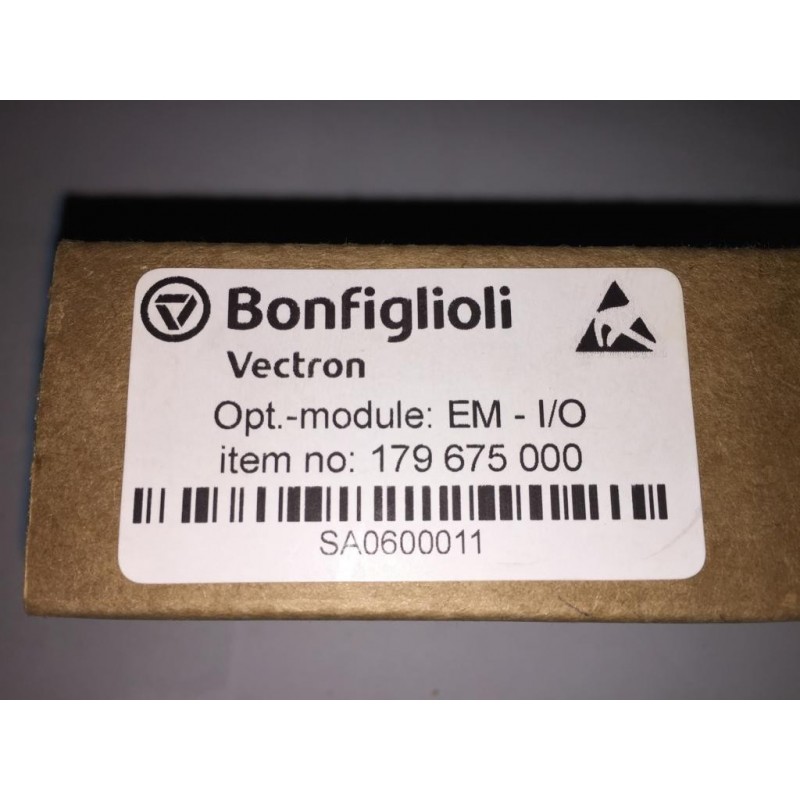 Bonfiglioli
Vectron
Opt.-module: EM - I/O
item no: 179 675 000
SA0600011